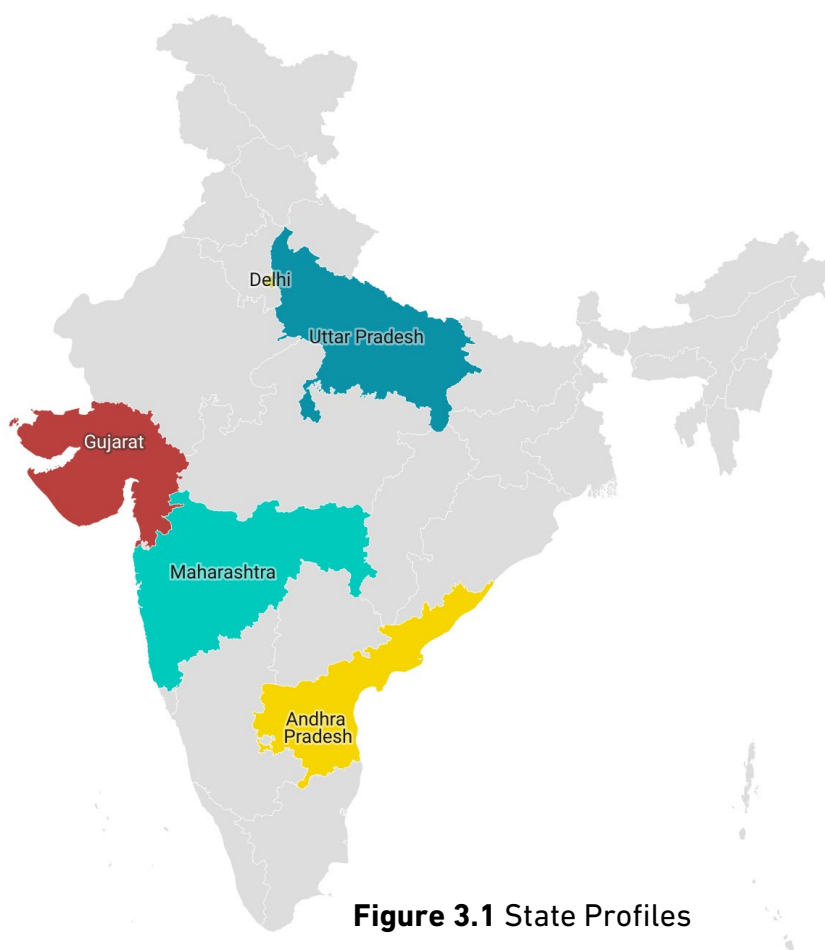 Delhi
Uttar Pradesh
Gujarat
Maharashtra
Andhra
Pradesh
Figure 3.1 State Profiles